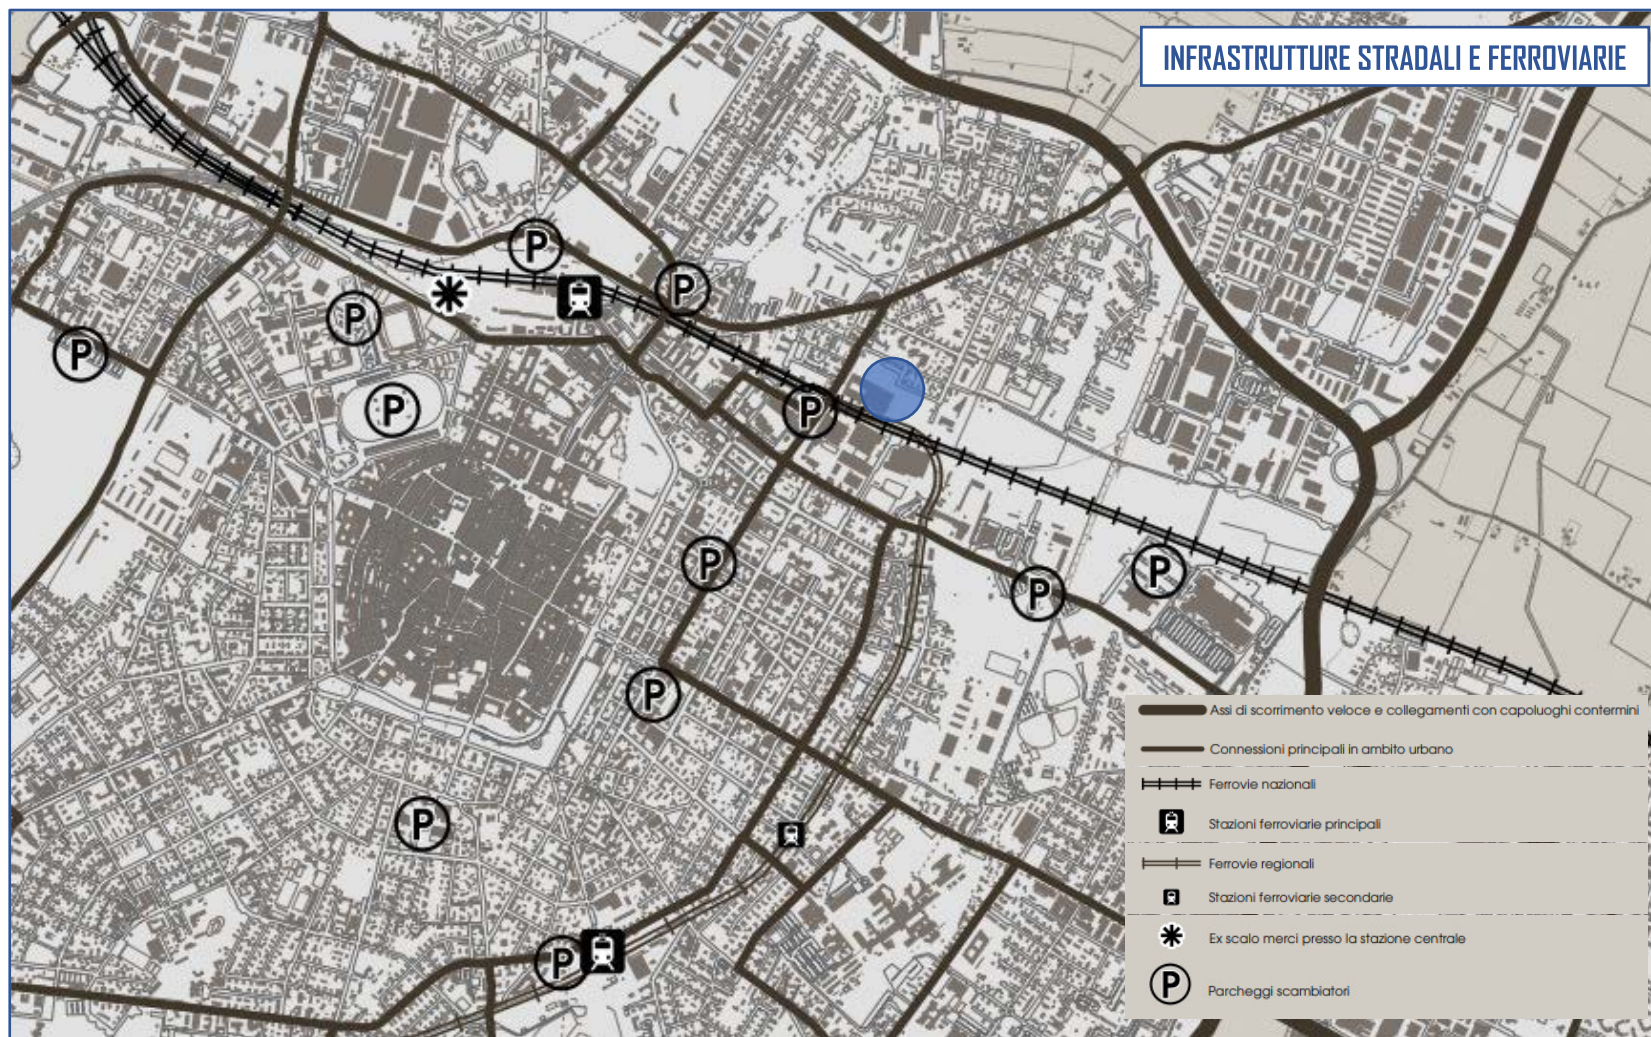 INFRASTRUTTURE STRADALI E FERROVIARIE
P
P
P
P
P
P
P
P
P
P
P
P
Assi di scorrimento veloce e collegamenti con capoluoghi contermini
Connessioni principali in ambito urbano
Ferrovie nazionali
Stazioni ferroviarie principali
Ferrovie regionali
Stazioni ferroviarie secondarie
Ex scalo merci presso la stazione centrale
P Parcheggi scambiatori